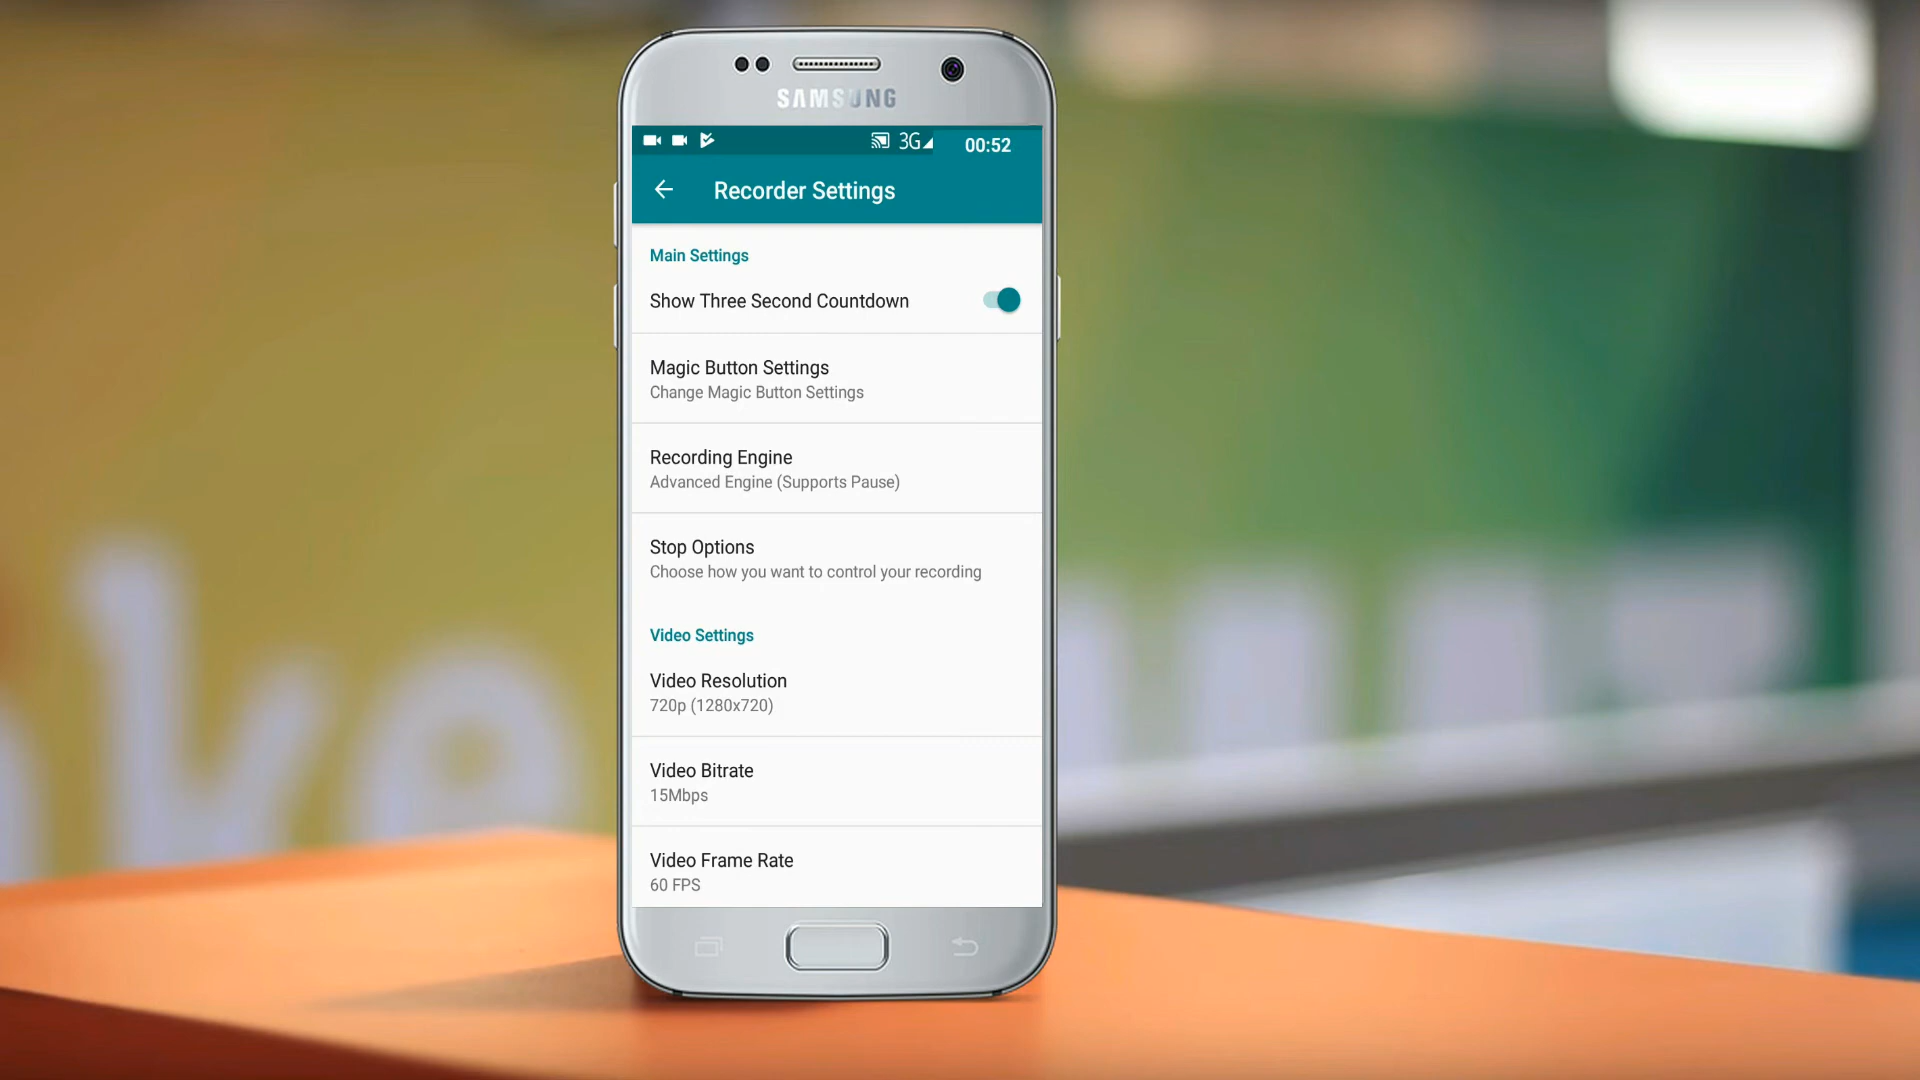 SAMSUNG
3G 00:52
Recorder Settings
Main Settings
Show Three Second Countdown
Magic Button Settings
Change Magic Button Settings
Recording Engine
Advanced Engine (Supports Pause)
Stop Options
Choose how you want to control your recording
Video Settings
Video Resolution
720p (1280x720)
Video Bitrate
15Mbps
Video Frame Rate
60 FPS
ke